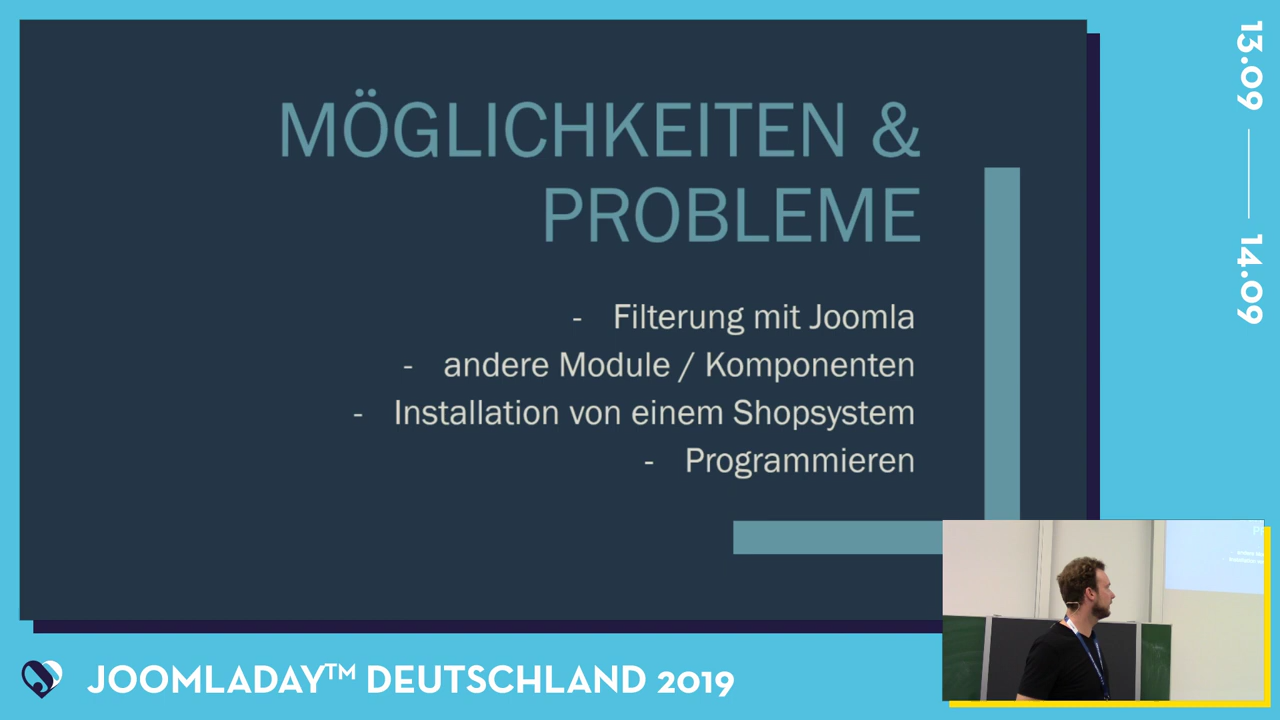 MÖGLICHKEITEN &
PROBLEME
- Filterung mit Joomla
- andere Module / Komponenten
- Installation von einem Shopsystem
- Programmieren
13.09
14.09
JOOMLADAY™ DEUTSCHLAND 2019